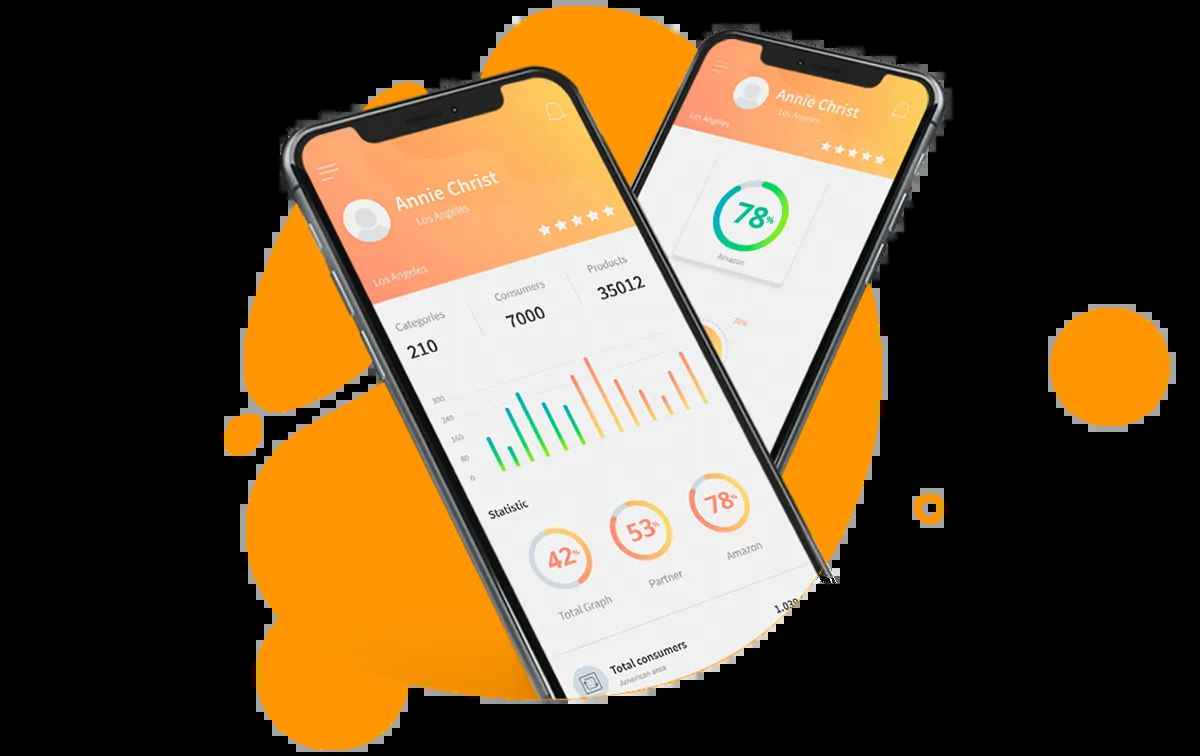 Annie Christ
Los Angeles
Los Angeles
Categories
210
Consumers
7000
Products
35012
300
240
160
80
0
Statistic
42%
Total Graph
53%
Partner
78%
Amazon
Total consumers
American area
Annie Christ
Los Angeles
Los Angeles
78%
Amazon
78%